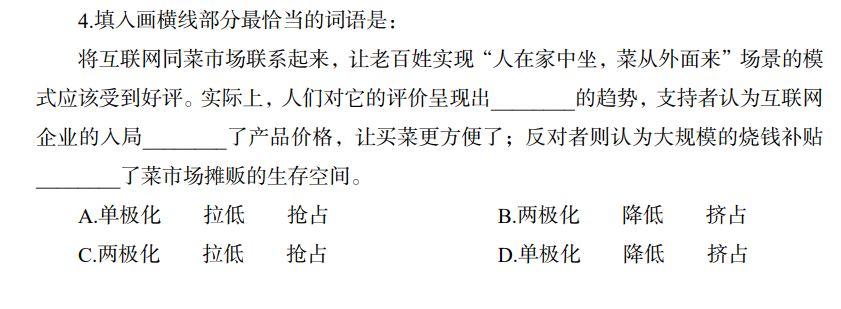 4.填入画横线部分最恰当的词语是：
将互联网同菜市场联系起来，让老百姓实现“人在家中坐，菜从外面来”场景的模
式应该受到好评。实际上，人们对它的评价呈现出________的趋势，支持者认为互联网
企业的入局________了产品价格，让买菜更方便了；反对者则认为大规模的烧钱补贴
________了菜市场摊贩的生存空间。
A.单极化 拉低 抢占 B.两极化 降低 挤占
C.两极化 拉低 抢占 D.单极化 降低 挤占